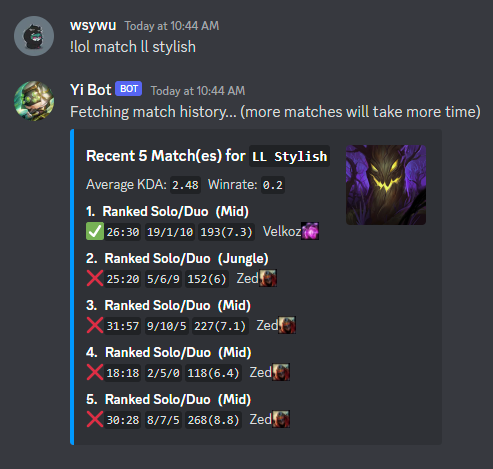 wsywu Today at 10:44 AM
!lol match ll stylish
Yi Bot BOT Today at 10:44 AM
Fetching match history... (more matches will take more time)
Recent 5 Match(es) for LL Stylish
Average KDA: 2.48 Winrate: 0.2
1. Ranked Solo/Duo (Mid)
26:30 19/1/10 193(7.3) Velkoz
2. Ranked Solo/Duo (Jungle)
25:20 5/6/9 152(6) Zed
3. Ranked Solo/Duo (Mid)
31:57 9/10/5 227(7.1) Zed
4. Ranked Solo/Duo (Mid)
18:18 2/5/0 118(6.4) Zed
5. Ranked Solo/Duo (Mid)
30:28 8/7/5 268(8.8) Zed